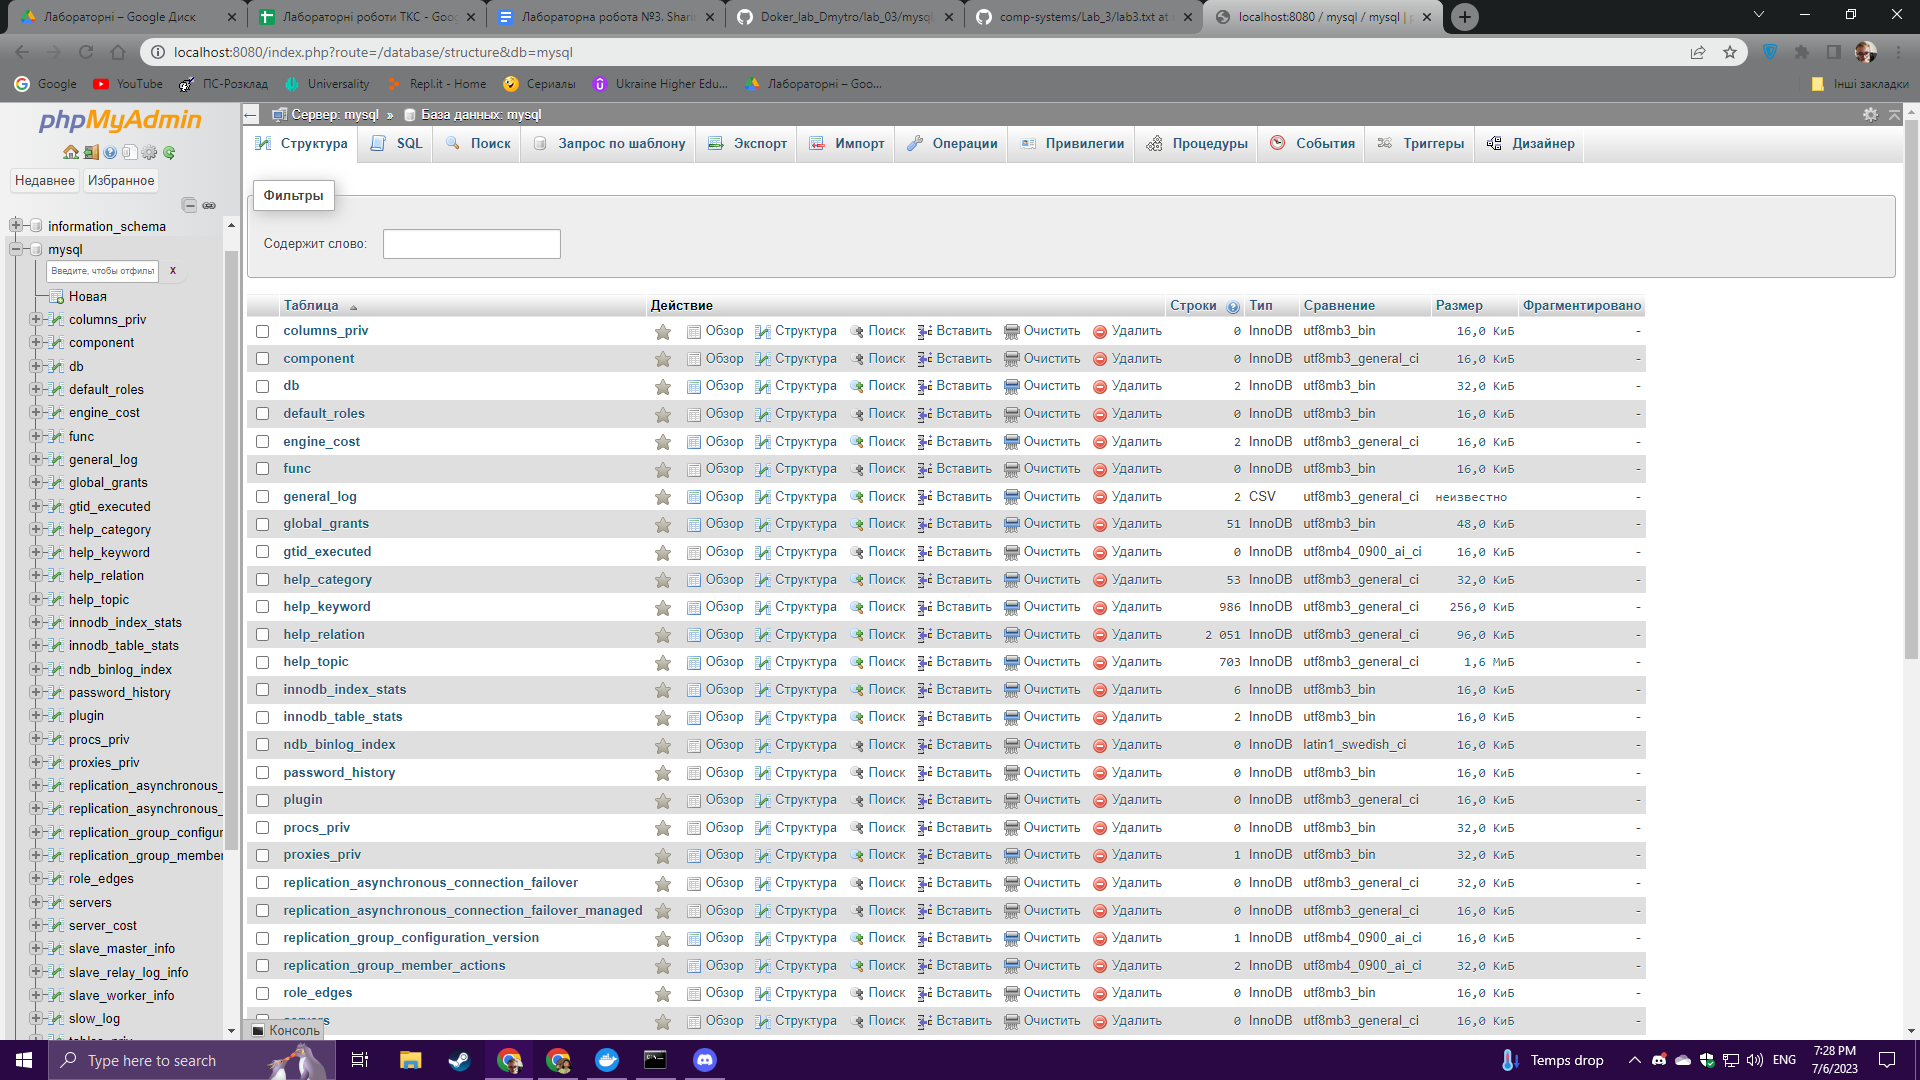 Лабораторні – Google Диск
Лабораторні роботи ТКС - Goo
Лабораторна робота №3. Shari
Doker_lab_Dmytro/lab_03/mysql
comp-systems/Lab_3/lab3.txt at
localhost:8080 / mysql / mysql | p
localhost:8080/index.php?route=/database/structure&db=mysql
Google
YouTube
ПС-Розклад
Universality
Repl.it - Home
Сериалы
Ukraine Higher Edu...
Лабораторні – Goo...
Інші закладки
phpMyAdmin
Недавнее
Избранное
information_schema
mysql
Введите, чтобы отфиль
X
Новая
columns_priv
component
db
default_roles
engine_cost
func
general_log
global_grants
gtid_executed
help_category
help_keyword
help_relation
help_topic
innodb_index_stats
innodb_table_stats
ndb_binlog_index
password_history
plugin
procs_priv
proxies_priv
replication_asynchronous_
replication_asynchronous_
replication_group_configur
replication_group_member
role_edges
servers
server_cost
slave_master_info
slave_relay_log_info
slave_worker_info
slow_log
Сервер: mysql » База данных: mysql
Структура SQL Поиск Запрос по шаблону Экспорт Импорт Операции Привилегии Процедуры События Триггеры Дизайнер
Фильтры
Содержит слово:
Таблица Действие Строки Тип Сравнение Размер Фрагментировано
columns_priv Обзор Структура Поиск Вставить Очистить Удалить 0 InnoDB utf8mb3_bin 16,0 КиБ -
component Обзор Структура Поиск Вставить Очистить Удалить 0 InnoDB utf8mb3_general_ci 16,0 КиБ -
db Обзор Структура Поиск Вставить Очистить Удалить 2 InnoDB utf8mb3_bin 32,0 КиБ -
default_roles Обзор Структура Поиск Вставить Очистить Удалить 0 InnoDB utf8mb3_bin 16,0 КиБ -
engine_cost Обзор Структура Поиск Вставить Очистить Удалить 2 InnoDB utf8mb3_general_ci 16,0 КиБ -
func Обзор Структура Поиск Вставить Очистить Удалить 0 InnoDB utf8mb3_bin 16,0 КиБ -
general_log Обзор Структура Поиск Вставить Очистить Удалить 2 CSV utf8mb3_general_ci неизвестно -
global_grants Обзор Структура Поиск Вставить Очистить Удалить 51 InnoDB utf8mb3_bin 48,0 КиБ -
gtid_executed Обзор Структура Поиск Вставить Очистить Удалить 0 InnoDB utf8mb4_0900_ai_ci 16,0 КиБ -
help_category Обзор Структура Поиск Вставить Очистить Удалить 53 InnoDB utf8mb3_general_ci 32,0 КиБ -
help_keyword Обзор Структура Поиск Вставить Очистить Удалить 986 InnoDB utf8mb3_general_ci 256,0 КиБ -
help_relation Обзор Структура Поиск Вставить Очистить Удалить 2 051 InnoDB utf8mb3_general_ci 96,0 КиБ -
help_topic Обзор Структура Поиск Вставить Очистить Удалить 703 InnoDB utf8mb3_general_ci 1,6 МиБ -
innodb_index_stats Обзор Структура Поиск Вставить Очистить Удалить 6 InnoDB utf8mb3_bin 16,0 КиБ -
innodb_table_stats Обзор Структура Поиск Вставить Очистить Удалить 2 InnoDB utf8mb3_bin 16,0 КиБ -
ndb_binlog_index Обзор Структура Поиск Вставить Очистить Удалить 0 InnoDB latin1_swedish_ci 16,0 КиБ -
password_history Обзор Структура Поиск Вставить Очистить Удалить 0 InnoDB utf8mb3_bin 16,0 КиБ -
plugin Обзор Структура Поиск Вставить Очистить Удалить 0 InnoDB utf8mb3_general_ci 16,0 КиБ -
procs_priv Обзор Структура Поиск Вставить Очистить Удалить 0 InnoDB utf8mb3_bin 32,0 КиБ -
proxies_priv Обзор Структура Поиск Вставить Очистить Удалить 1 InnoDB utf8mb3_bin 32,0 КиБ -
replication_asynchronous_connection_failover Обзор Структура Поиск Вставить Очистить Удалить 0 InnoDB utf8mb3_general_ci 32,0 КиБ -
replication_asynchronous_connection_failover_managed Обзор Структура Поиск Вставить Очистить Удалить 0 InnoDB utf8mb3_general_ci 16,0 КиБ -
replication_group_configuration_version Обзор Структура Поиск Вставить Очистить Удалить 1 InnoDB utf8mb4_0900_ai_ci 16,0 КиБ -
replication_group_member_actions Обзор Структура Поиск Вставить Очистить Удалить 2 InnoDB utf8mb4_0900_ai_ci 32,0 КиБ -
role_edges Обзор Структура Поиск Вставить Очистить Удалить 0 InnoDB utf8mb3_bin 16,0 КиБ -
servers Обзор Структура Поиск Вставить Очистить Удалить 0 InnoDB utf8mb3_general_ci 16,0 КиБ -
Консоль
Type here to search
Temps drop
ENG
7:28 PM
7/6/2023